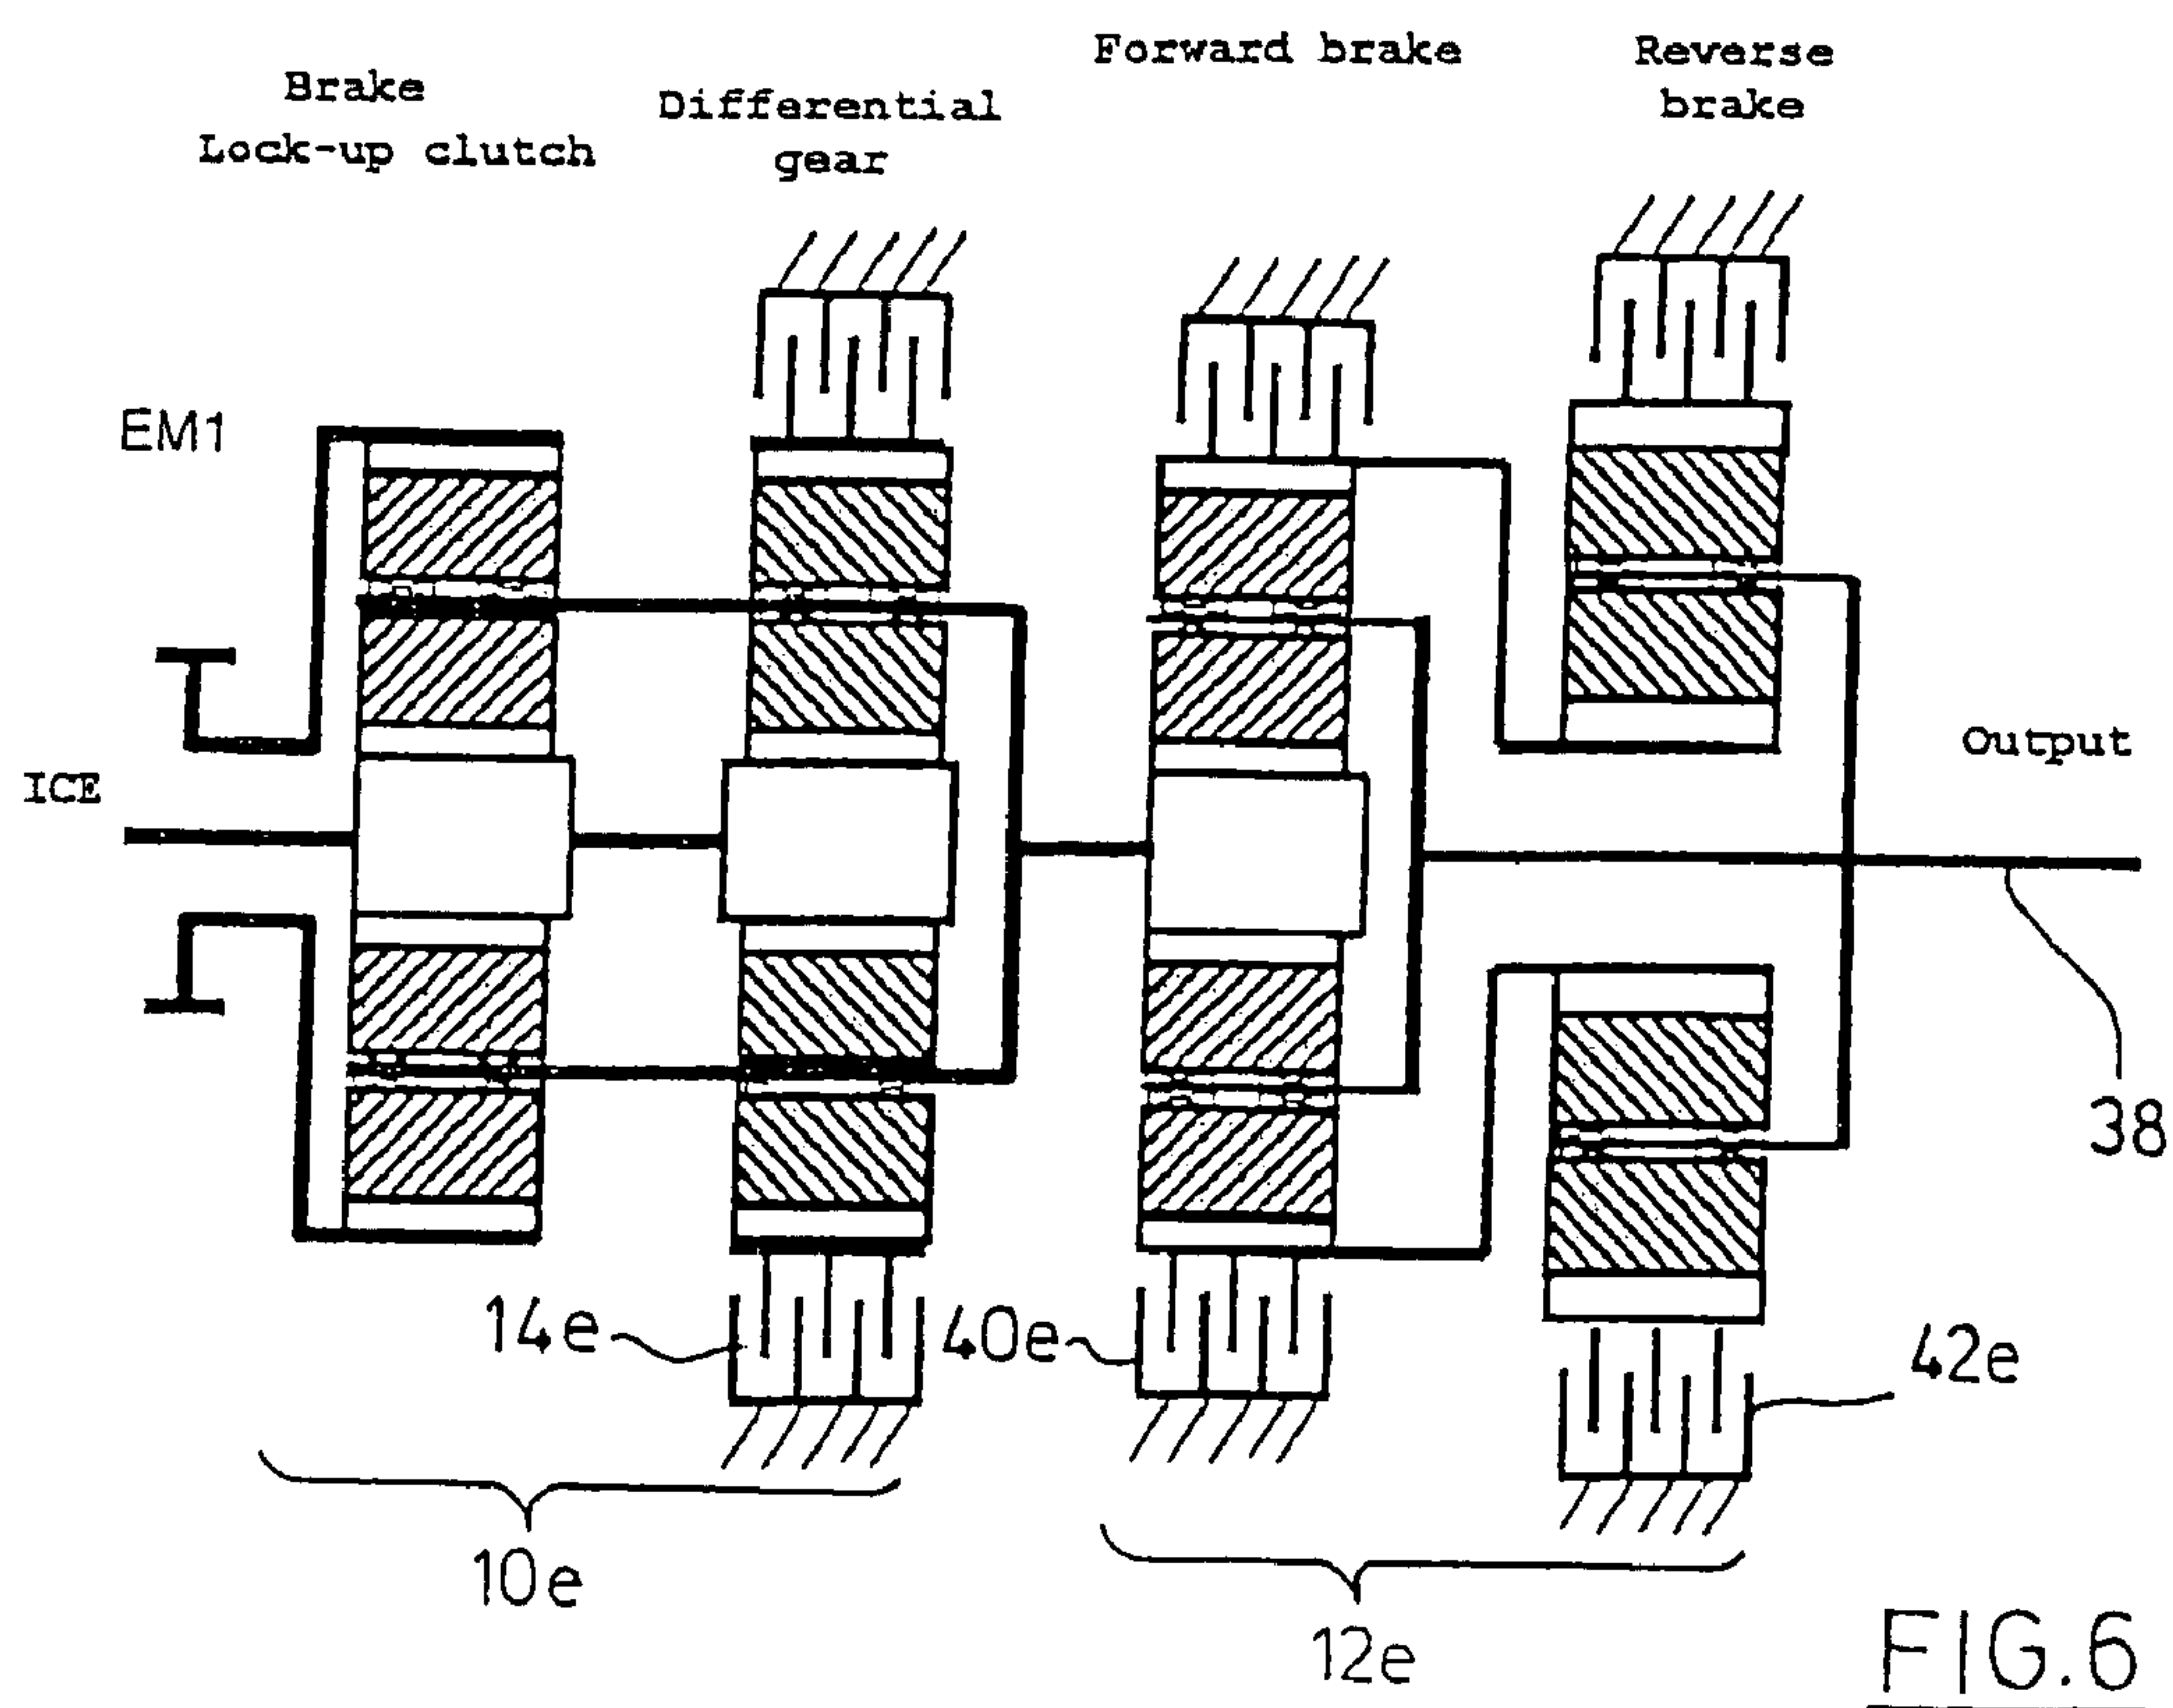 Brake
Lock-up clutch
Differential
gear
Forward brake
Reverse
brake
EM1
ICE
Output
38
14e
40e
42e
10e
12e
FIG.6